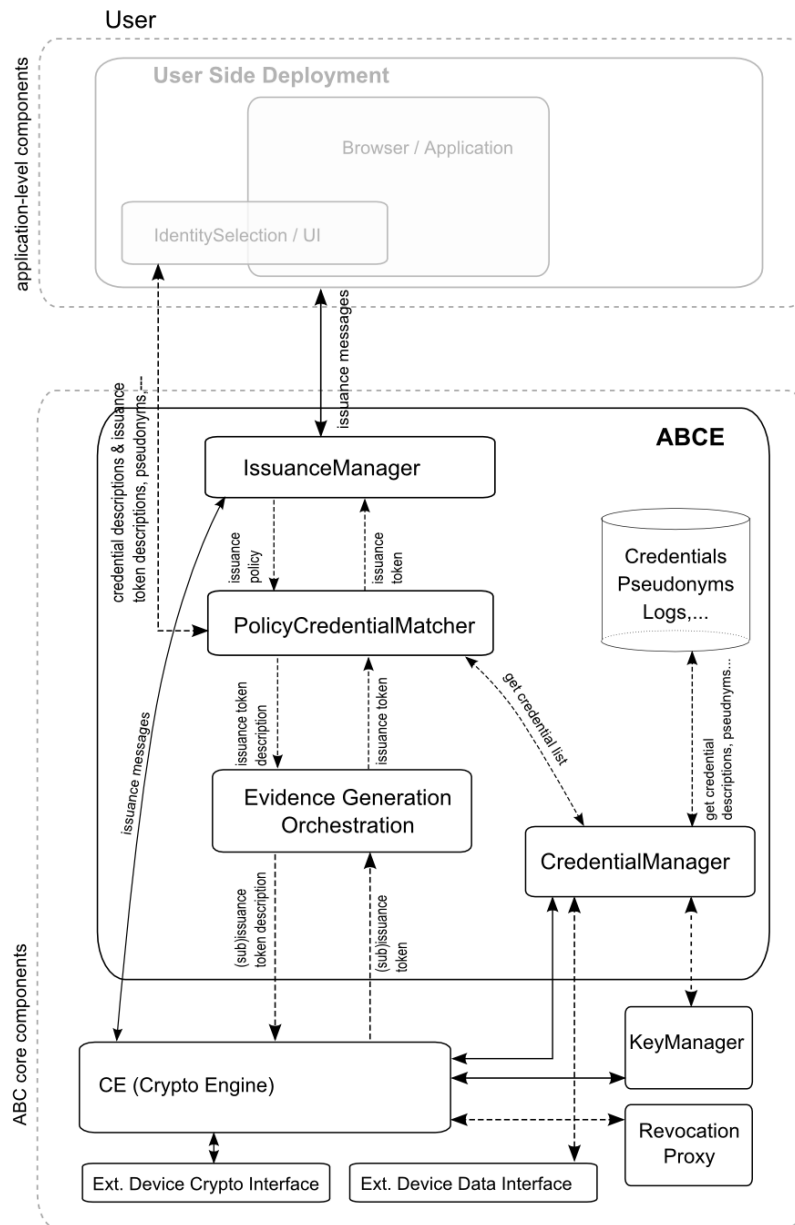 User
application-level components
User Side Deployment
Browser / Application
IdentitySelection / UI
issuance messages
credential descriptions & issuance
token descriptions, pseudonyms,....
ABC core components
ABCE
IssuanceManager
issuance
policy
issuance
token
Credentials
Pseudonyms
Logs,...
PolicyCredentialMatcher
issuance messages
issuance token
description
issuance token
get credential list
get credential
descriptions, pseudnyms...
Evidence Generation
Orchestration
CredentialManager
(sub)issuance
token description
(sub)issuance
token
KeyManager
CE (Crypto Engine)
Revocation
Proxy
Ext. Device Crypto Interface
Ext. Device Data Interface